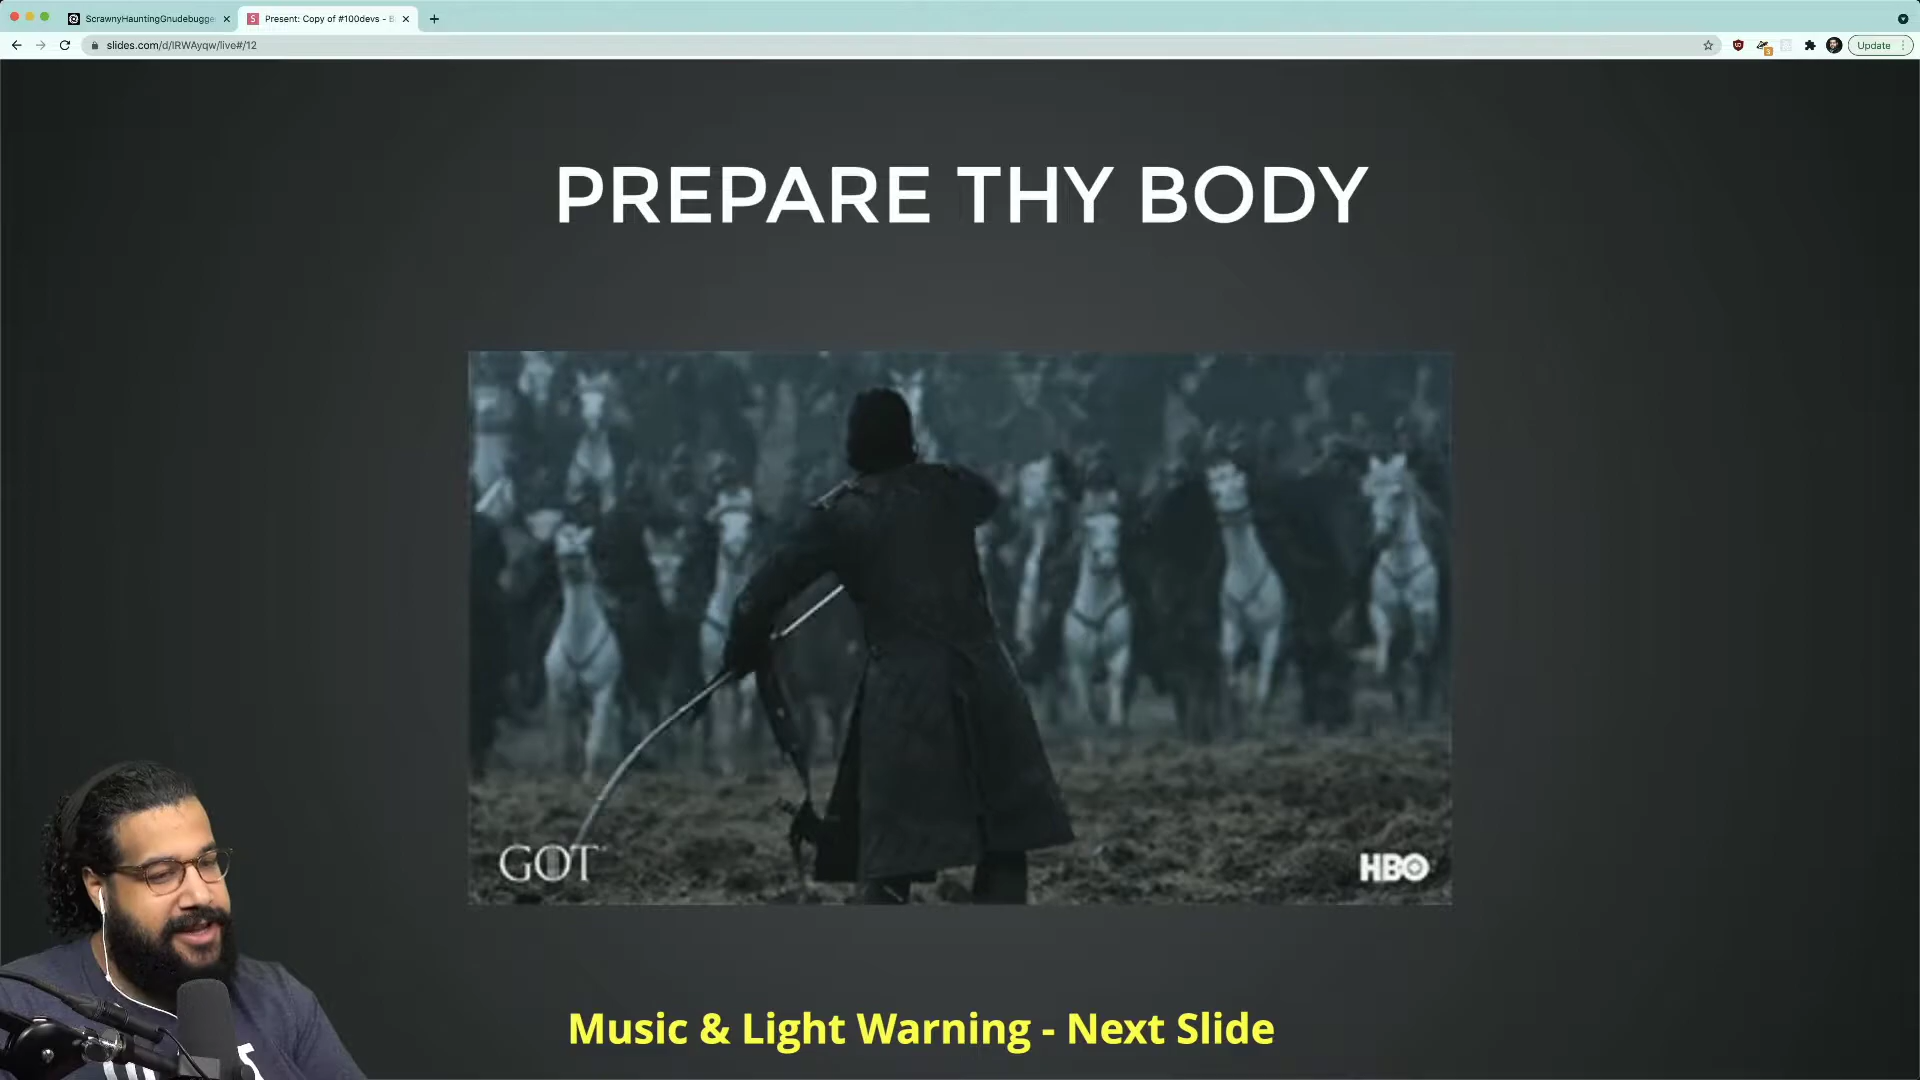 ScrawnyHauntingGnudebugge
Present: Copy of #100devs - B
slides.com/d/IRWAyqw/live#/12
Update
PREPARE THY BODY
GOT
HBO
Music & Light Warning - Next Slide